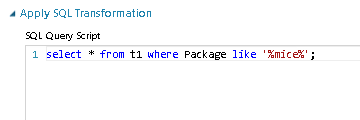 Apply SQL Transformation
SQL Query Script
1 select * from t1 where Package like '%mice%';